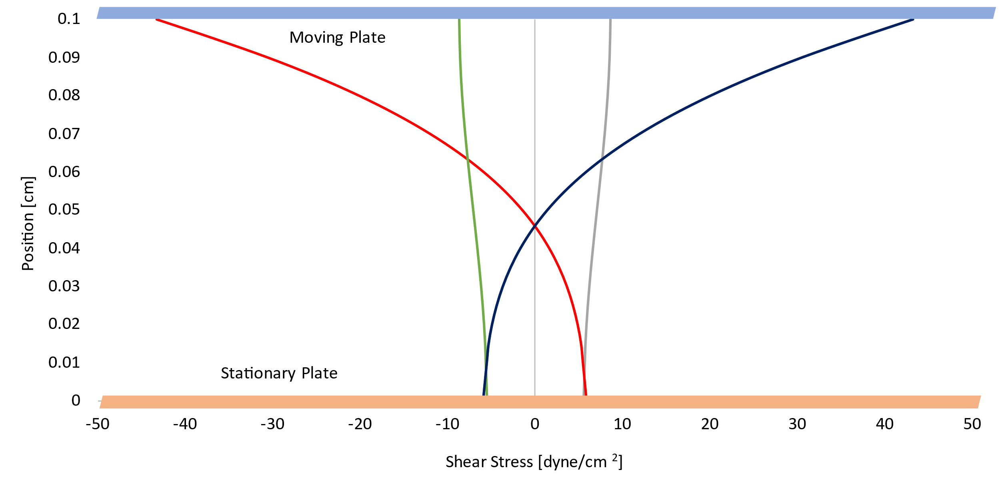 0.1
Moving Plate
0.09
0.08
0.07
0.06
0.05
0.04
0.03
0.02
0.01
0
Position [cm]
Stationary Plate
-50 -40 -30 -20 -10 0 10 20 30 40 50
Shear Stress [dyne/cm ²]